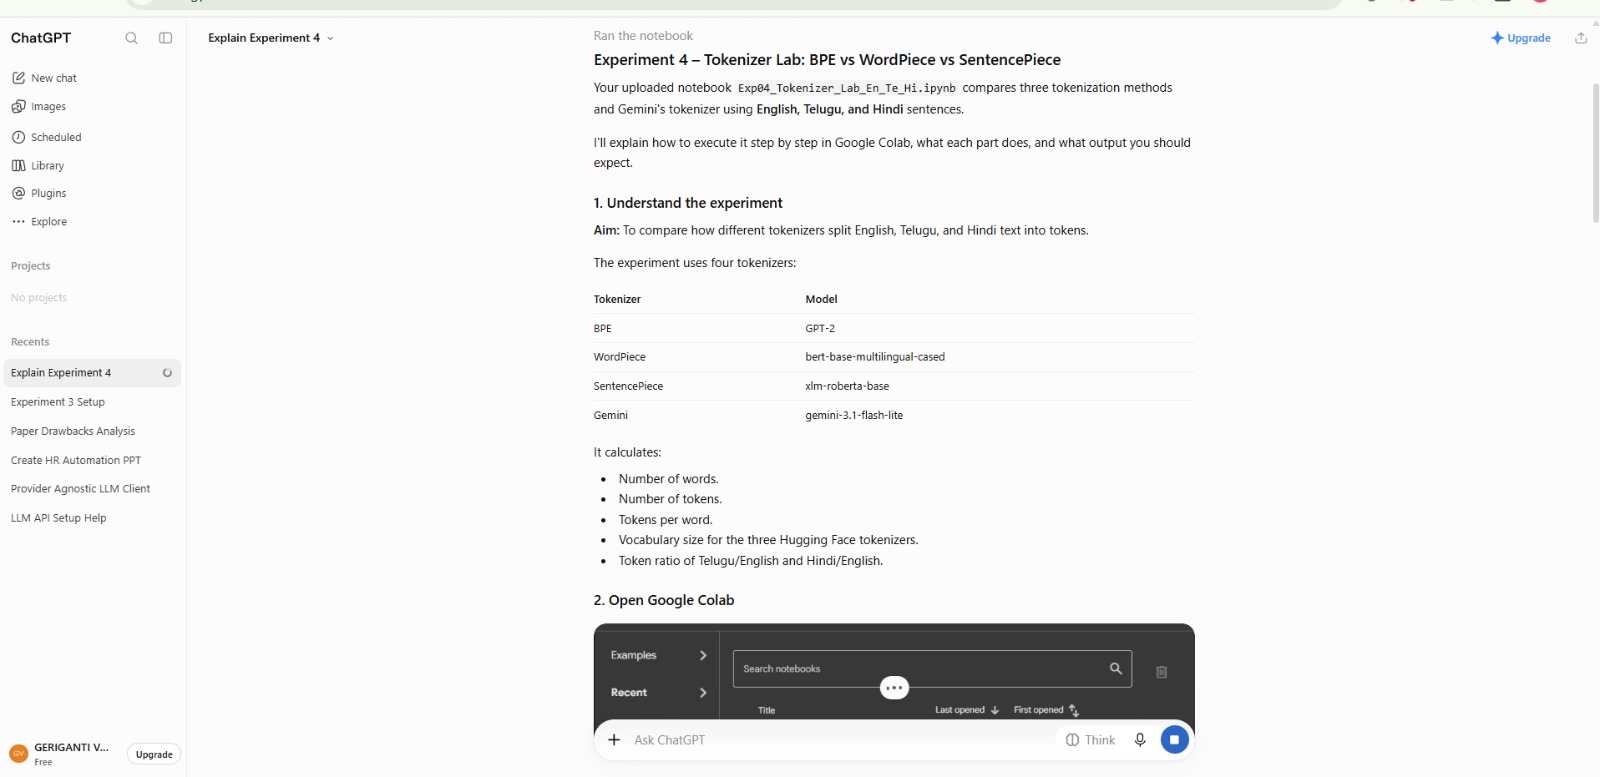 ChatGPT
New chat
Images
Scheduled
Library
Plugins
Explore
Projects
No projects
Recents
Explain Experiment 4
Experiment 3 Setup
Paper Drawbacks Analysis
Create HR Automation PPT
Provider Agnostic LLM Client
LLM API Setup Help
GV
GERIGANTI V...
Free
Upgrade
Explain Experiment 4
Upgrade
Ran the notebook
Experiment 4 – Tokenizer Lab: BPE vs WordPiece vs SentencePiece
Your uploaded notebook Exp04_Tokenizer_Lab_En_Te_Hi.ipynb compares three tokenization methods
and Gemini's tokenizer using English, Telugu, and Hindi sentences.
I'll explain how to execute it step by step in Google Colab, what each part does, and what output you should
expect.
1. Understand the experiment
Aim: To compare how different tokenizers split English, Telugu, and Hindi text into tokens.
The experiment uses four tokenizers:
Tokenizer Model
BPE GPT-2
WordPiece bert-base-multilingual-cased
SentencePiece xlm-roberta-base
Gemini gemini-3.1-flash-lite
It calculates:
• Number of words.
• Number of tokens.
• Tokens per word.
• Vocabulary size for the three Hugging Face tokenizers.
• Token ratio of Telugu/English and Hindi/English.
2. Open Google Colab
Examples
Search notebooks
Recent
Title Last opened First opened
Ask ChatGPT
Think